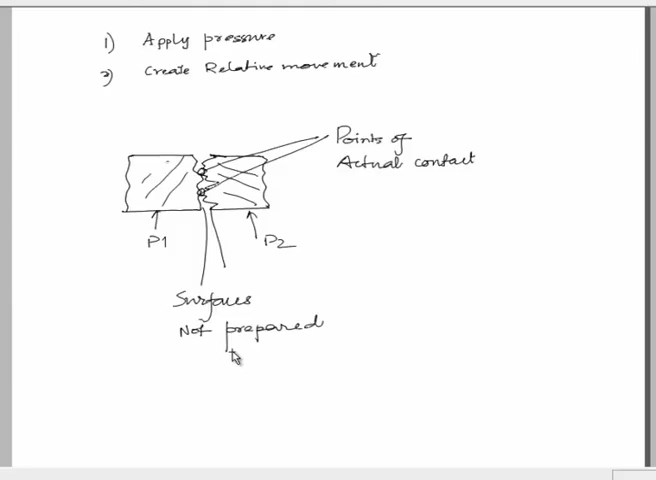 1) Apply pressure
2) Create Relative movement
Points of
Actual contact
P1
P2
Surfaces
Not prepared